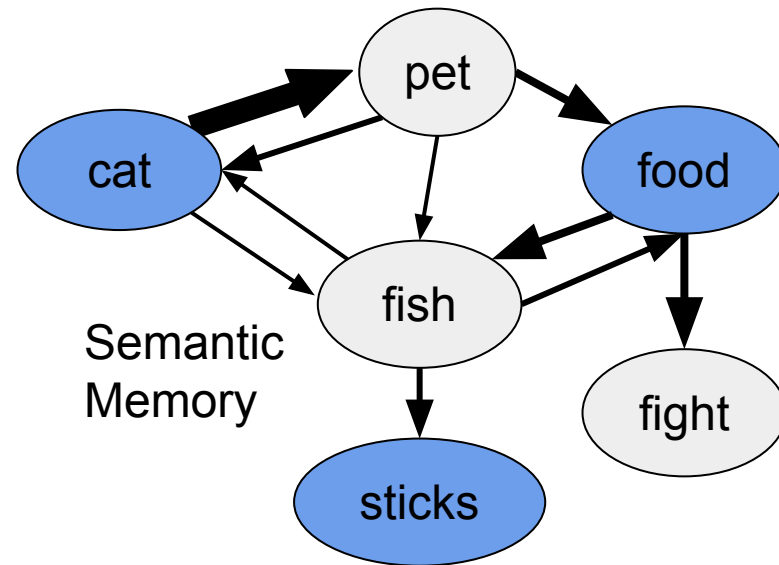 pet
cat
food
fish
Semantic
Memory
fight
sticks